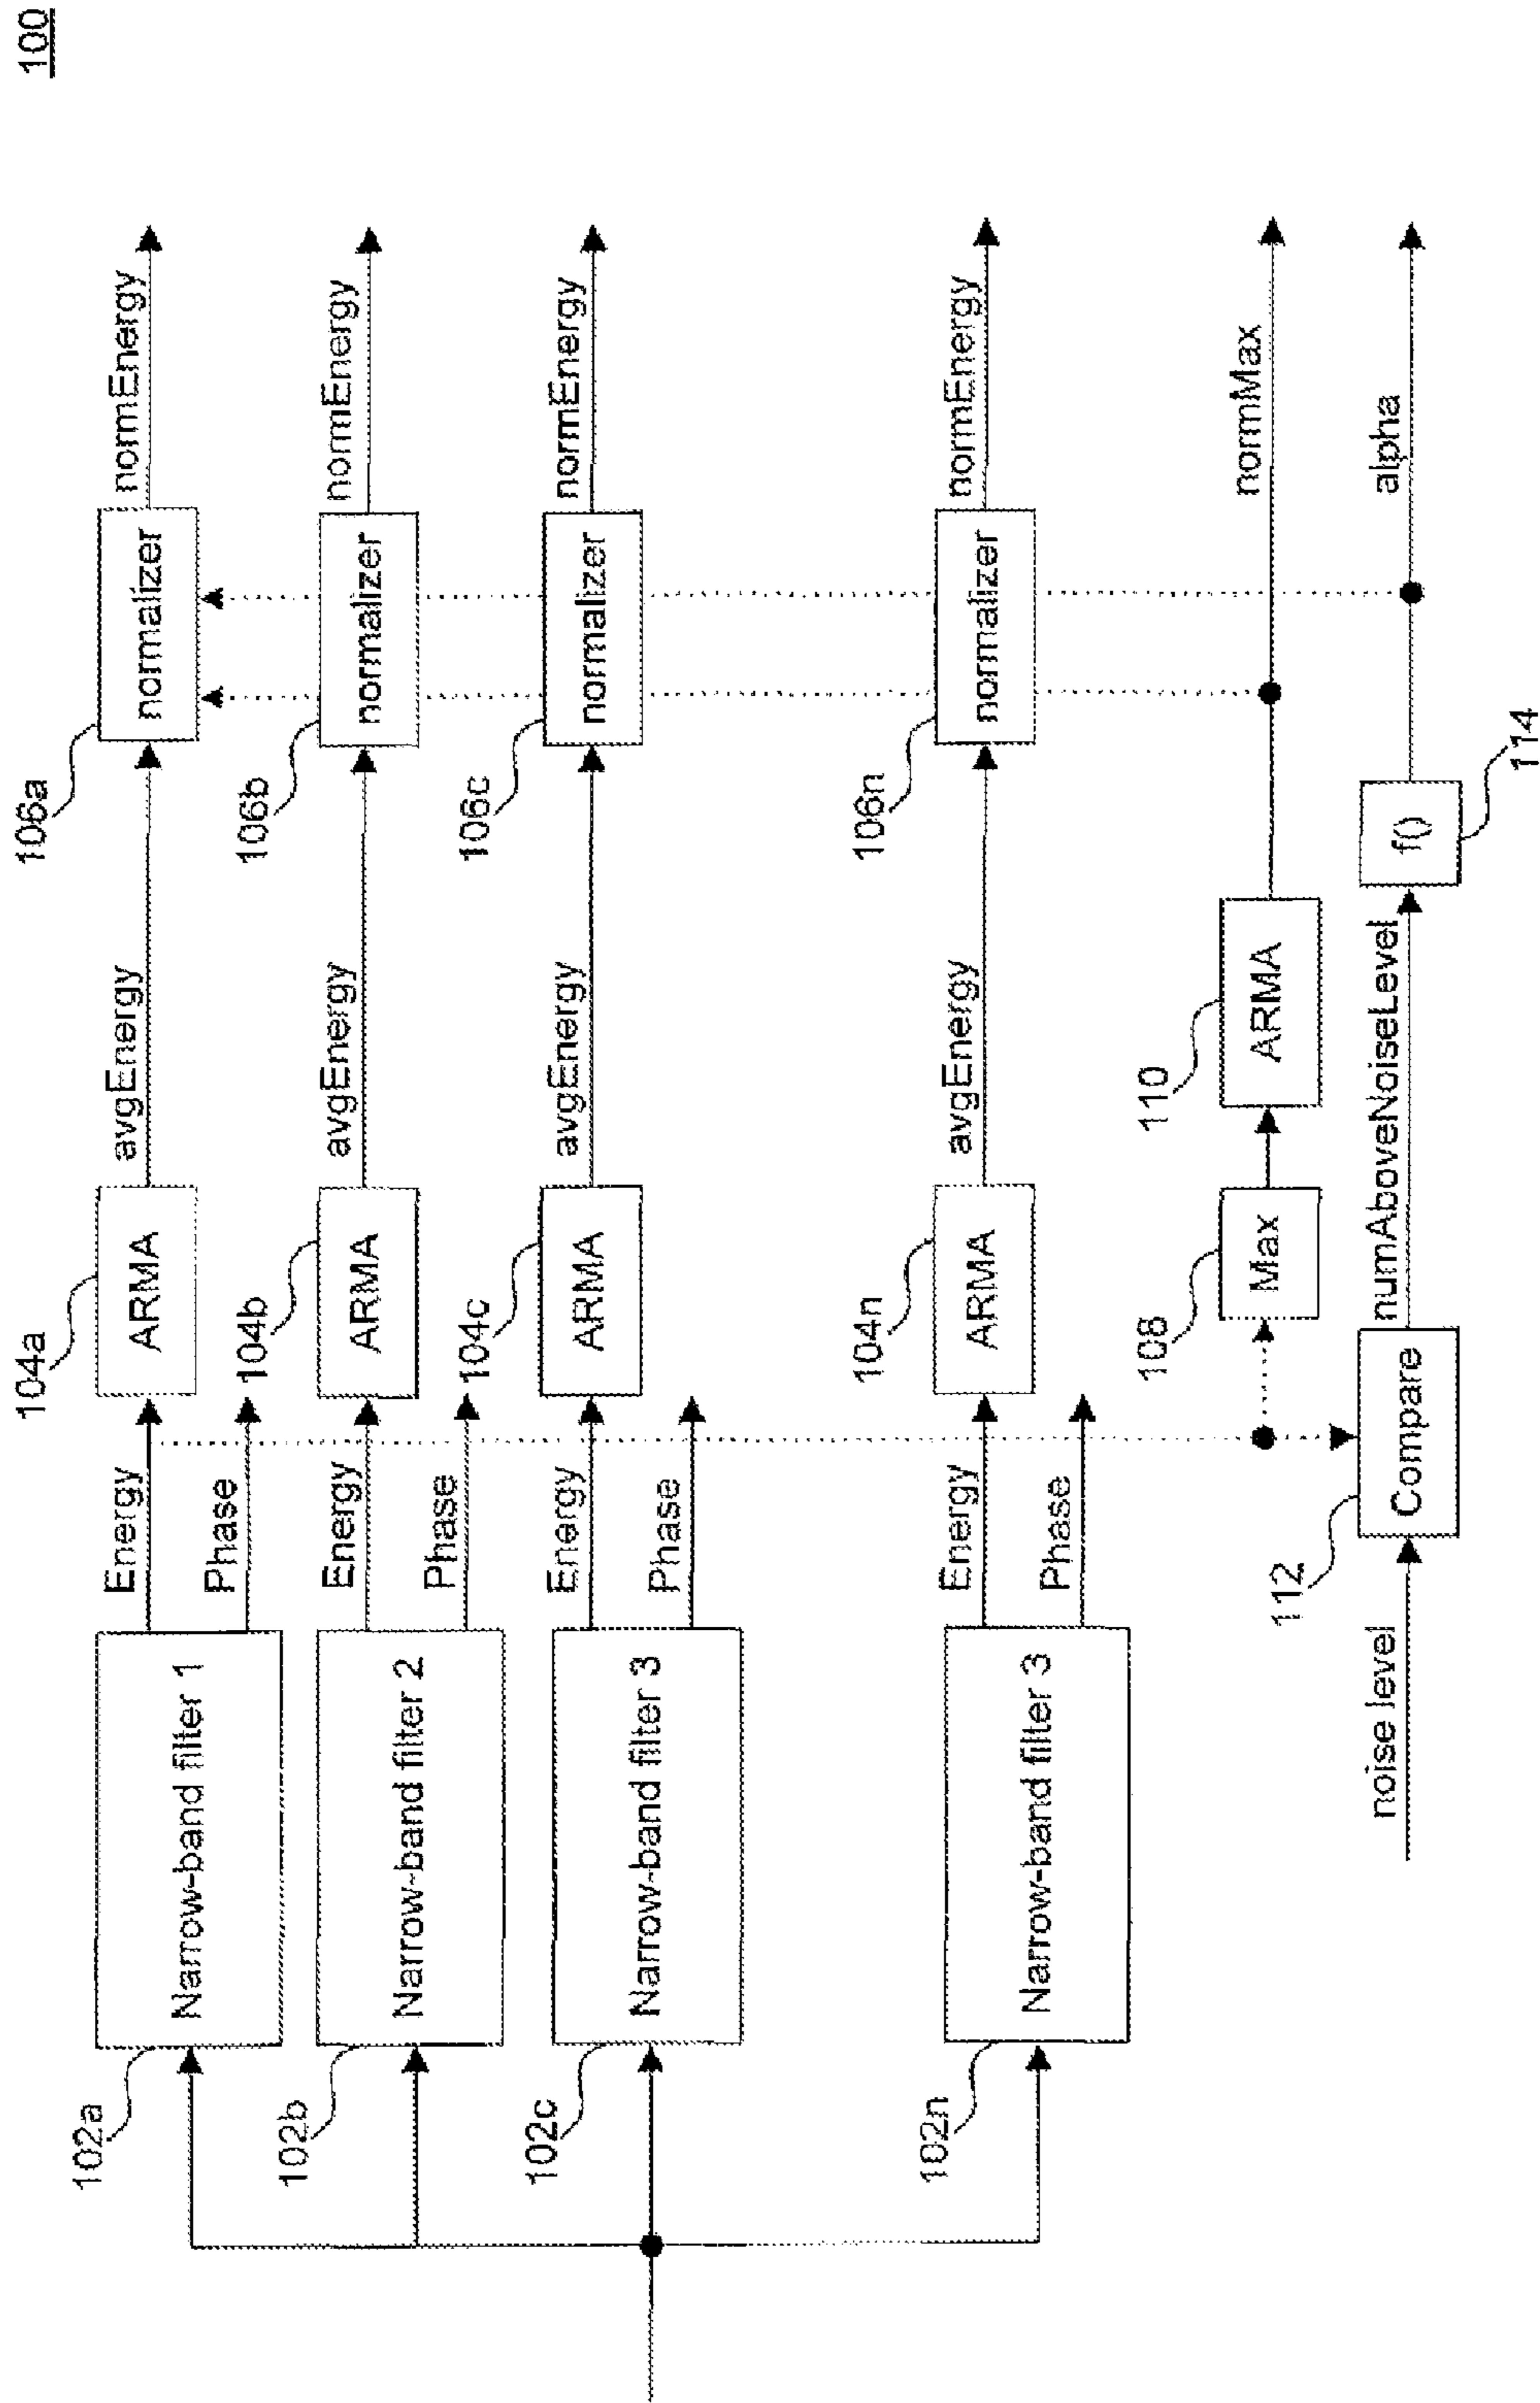 100
106a
normalizer
normEnergy
104a
ARMA
avgEnergy
102a
Narrow-band filter 1
Energy
Phase
106b
normalizer
normEnergy
104b
ARMA
avgEnergy
102b
Narrow-band filter 2
Energy
Phase
106c
normalizer
normEnergy
104c
ARMA
avgEnergy
102c
Narrow-band filter 3
Energy
Phase
106n
normalizer
normEnergy
104n
ARMA
avgEnergy
102n
Narrow-band filter 3
Energy
Phase
108
Max
110
ARMA
normMax
noise level
112
Compare
numAboveNoiseLevel
f()
114
alpha